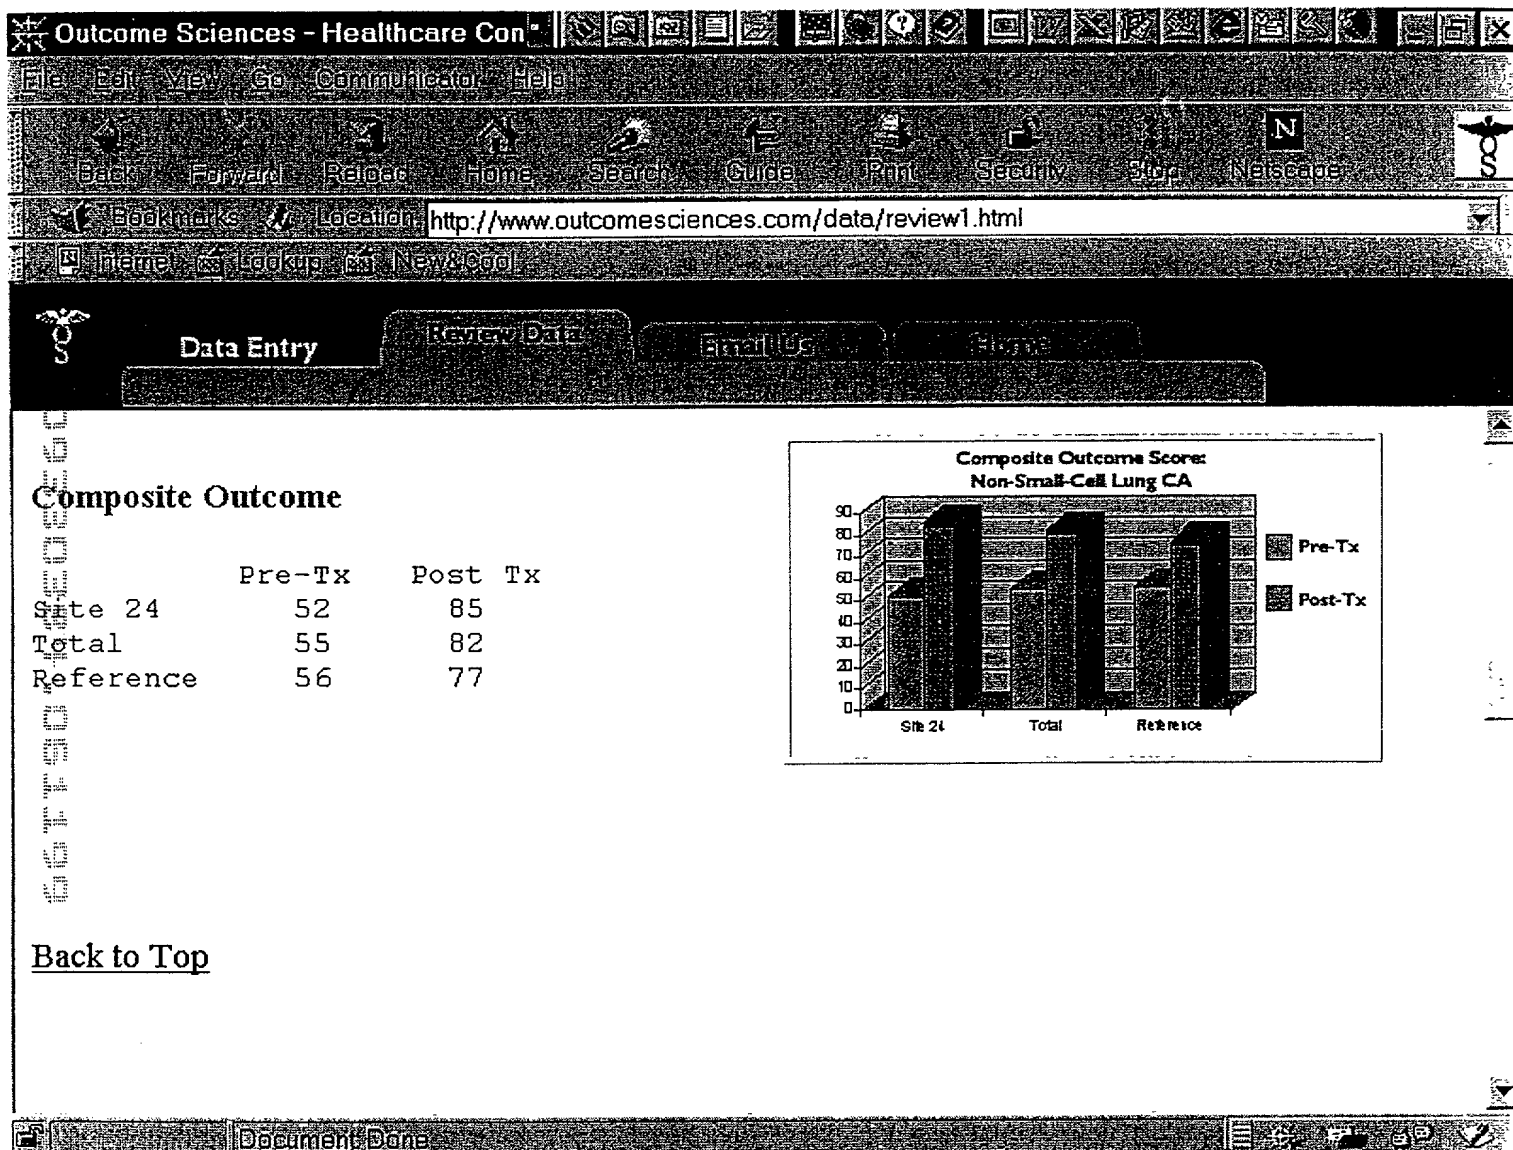 Outcome Sciences - Healthcare Con
File Edit View Go Communicator Help
Back Forward Reload Home Search Guide Print Security Stop Netscape
N
Bookmarks Location http://www.outcomesciences.com/data/review1.html
Internet Lookup New&Cool
Data Entry Review Data Email Us Home
Composite Outcome
Pre-Tx Post Tx
Site 24 52 85
Total 55 82
Reference 56 77
Composite Outcome Score:
Non-Small-Cell Lung CA
90
80
70
60
50
40
30
20
10
0
Site 24 Total Reference
Pre-Tx
Post-Tx
Back to Top
Document Done